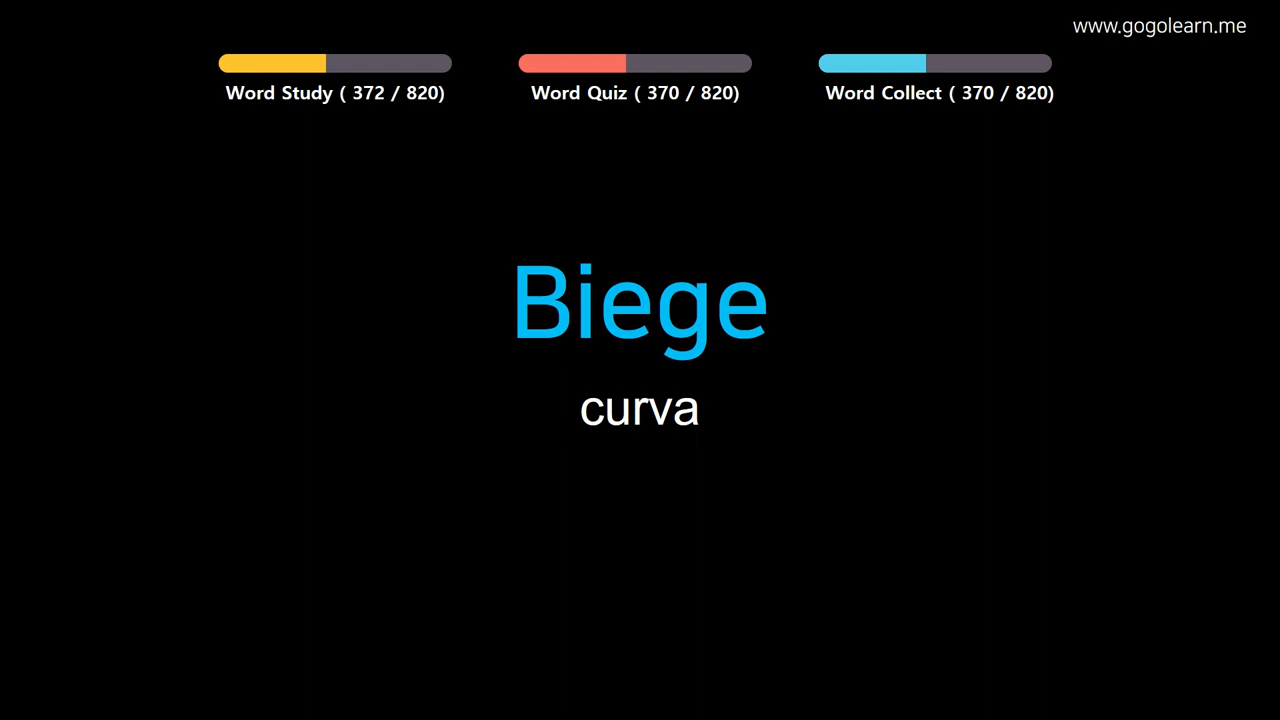 www.gogolearn.me
Word Study ( 372 / 820)
Word Quiz ( 370 / 820)
Word Collect ( 370 / 820)
Biege
curva